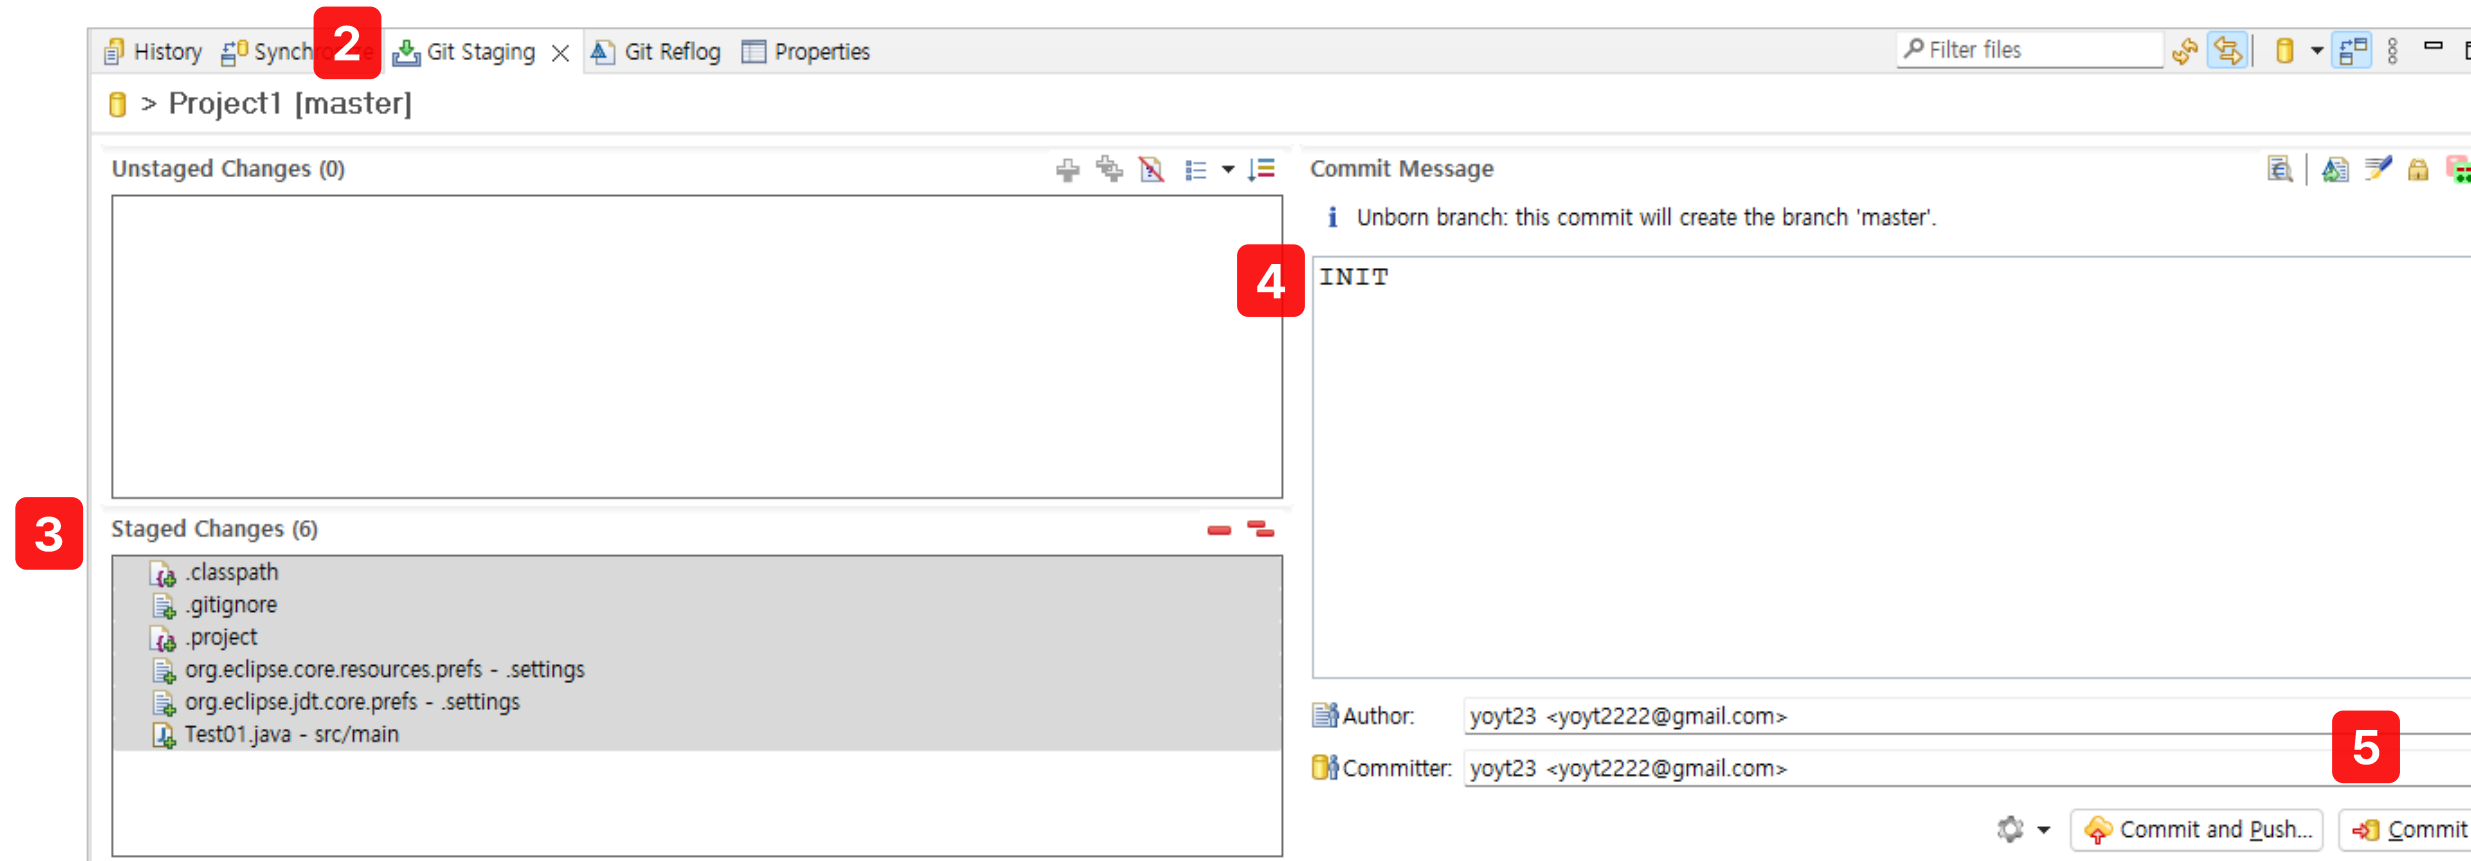 History Synchronize Git Staging Git Reflog Properties Filter files
2
> Project1 [master]
Unstaged Changes (0)
Commit Message
Unborn branch: this commit will create the branch 'master'.
4
INIT
3
Staged Changes (6)
.classpath
.gitignore
.project
org.eclipse.core.resources.prefs - .settings
org.eclipse.jdt.core.prefs - .settings
Test01.java - src/main
Author: yoyt23 <yoyt2222@gmail.com>
5
Committer: yoyt23 <yoyt2222@gmail.com>
Commit and Push... Commit